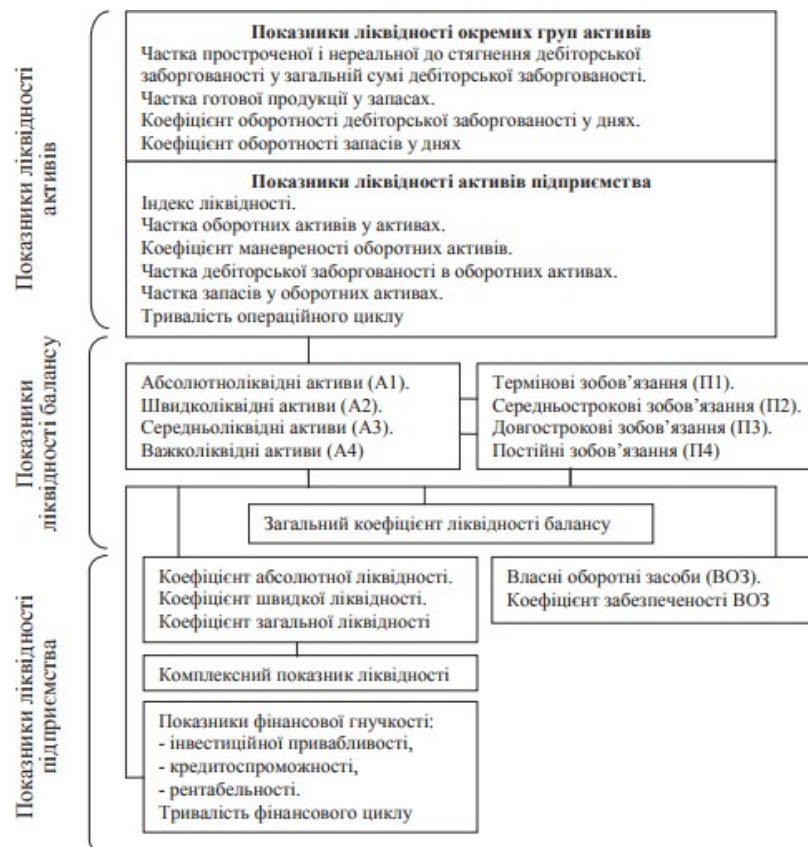 Показники ліквідності активів
Показники ліквідності окремих груп активів
Частка простроченої і нереальної до стягнення дебіторської
заборгованості у загальній сумі дебіторської заборгованості.
Частка готової продукції у запасах.
Коефіцієнт оборотності дебіторської заборгованості у днях.
Коефіцієнт оборотності запасів у днях
Показники ліквідності активів підприємства
Індекс ліквідності.
Частка оборотних активів у активах.
Коефіцієнт маневреності оборотних активів.
Частка дебіторської заборгованості в оборотних активах.
Частка запасів у оборотних активах.
Тривалість операційного циклу
Показники
ліквідності балансу
Абсолютноліквідні активи (А1).
Швидколіквідні активи (А2).
Середньоліквідні активи (А3).
Важколіквідні активи (А4)
Термінові зобов’язання (П1).
Середньострокові зобов’язання (П2).
Довгострокові зобов’язання (П3).
Постійні зобов’язання (П4)
Загальний коефіцієнт ліквідності балансу
Показники ліквідності
підприємства
Коефіцієнт абсолютної ліквідності.
Коефіцієнт швидкої ліквідності.
Коефіцієнт загальної ліквідності
Власні оборотні засоби (ВОЗ).
Коефіцієнт забезпеченості ВОЗ
Комплексний показник ліквідності
Показники фінансової гнучкості:
- інвестиційної привабливості,
- кредитоспроможності,
- рентабельності.
Тривалість фінансового циклу